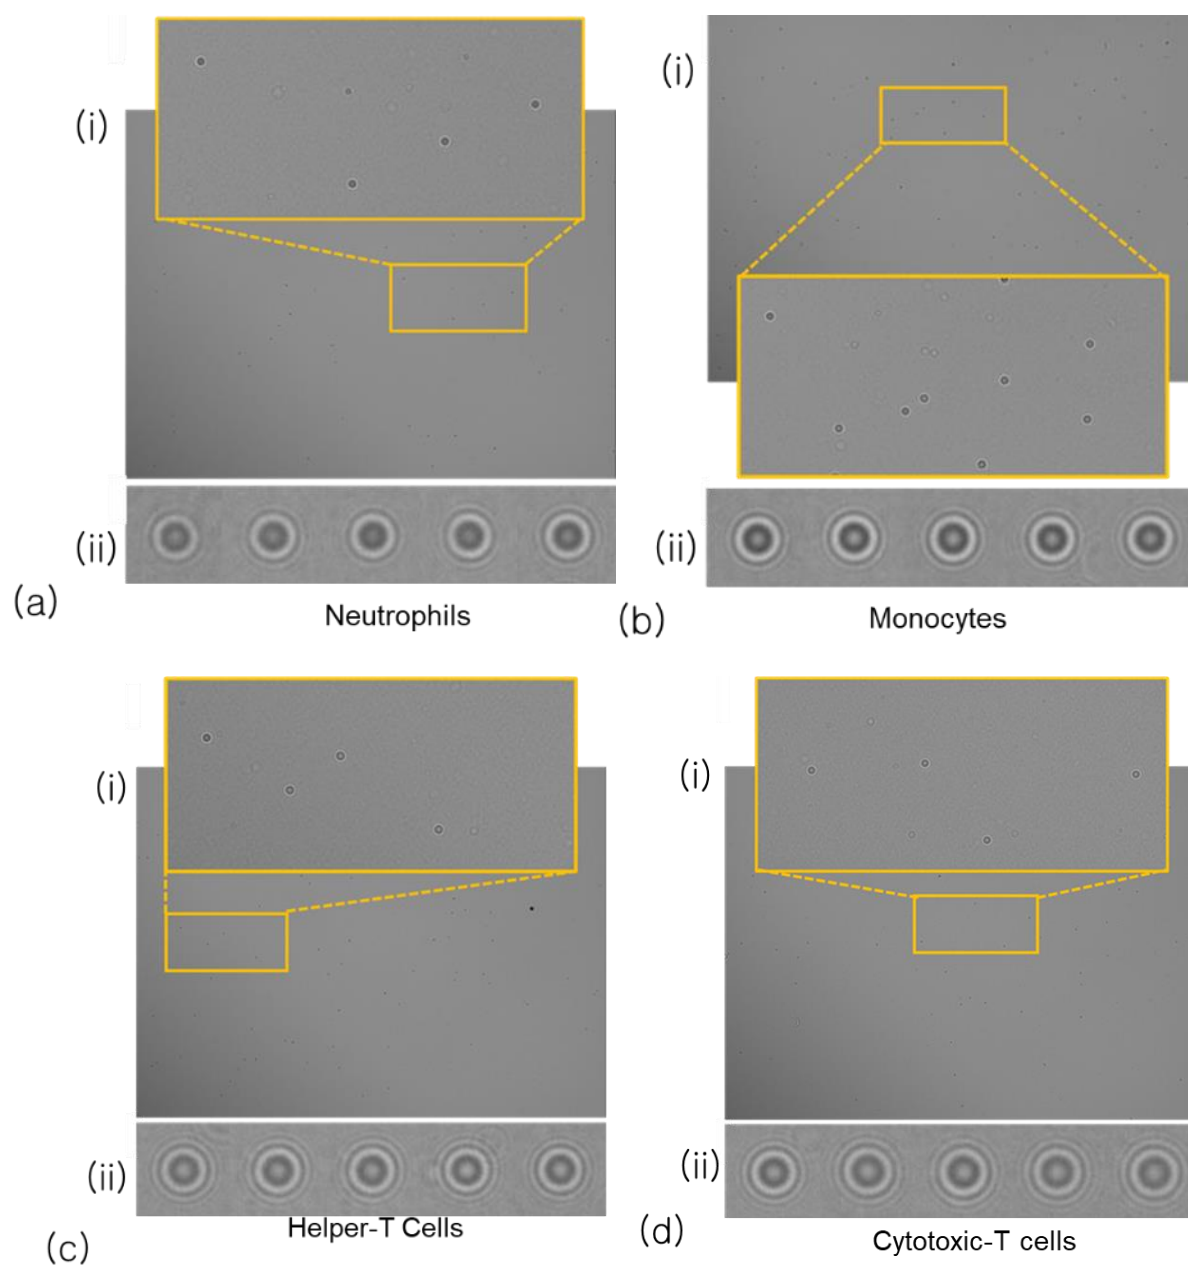 (i)
(i)
(ii)
(ii)
(a)
Neutrophils
(b)
Monocytes
(i)
(i)
(ii)
(ii)
(c)
Helper-T Cells
(d)
Cytotoxic-T cells